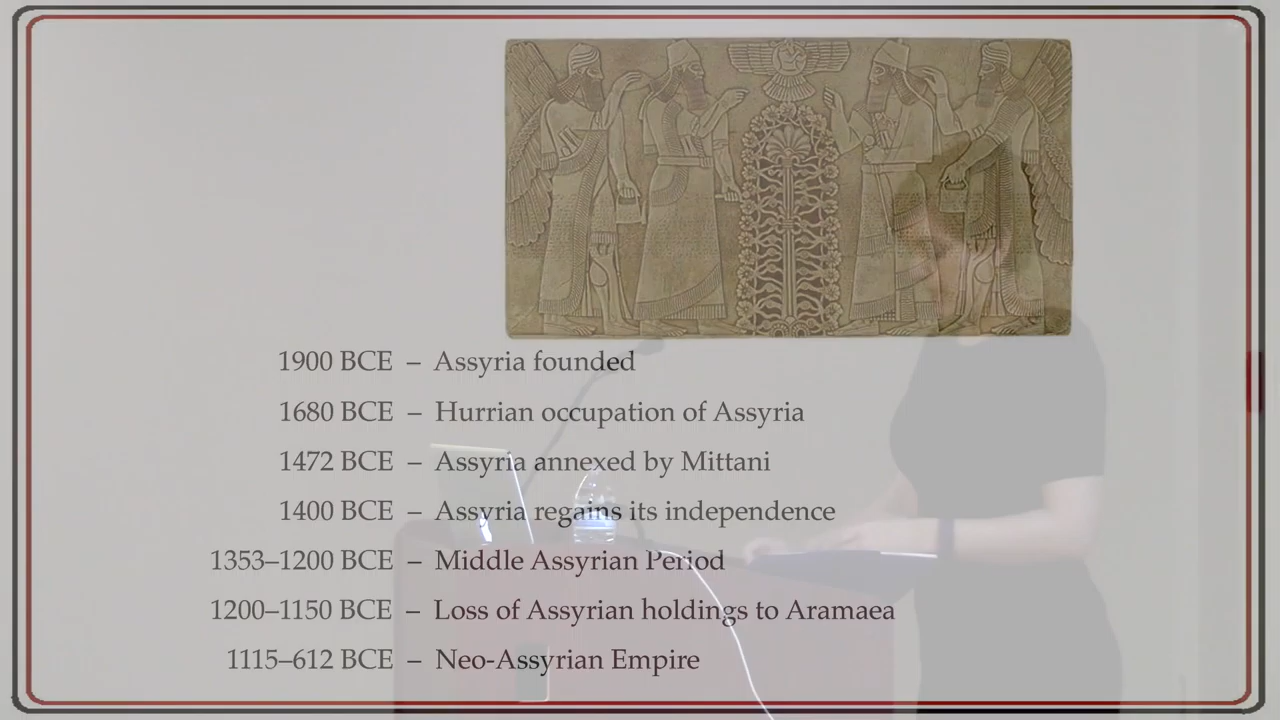 1900 BCE – Assyria founded
1680 BCE – Hurrian occupation of Assyria
1472 BCE – Assyria annexed by Mittani
1400 BCE – Assyria regains its independence
1353–1200 BCE – Middle Assyrian Period
1200–1150 BCE – Loss of Assyrian holdings to Aramaea
1115–612 BCE – Neo-Assyrian Empire